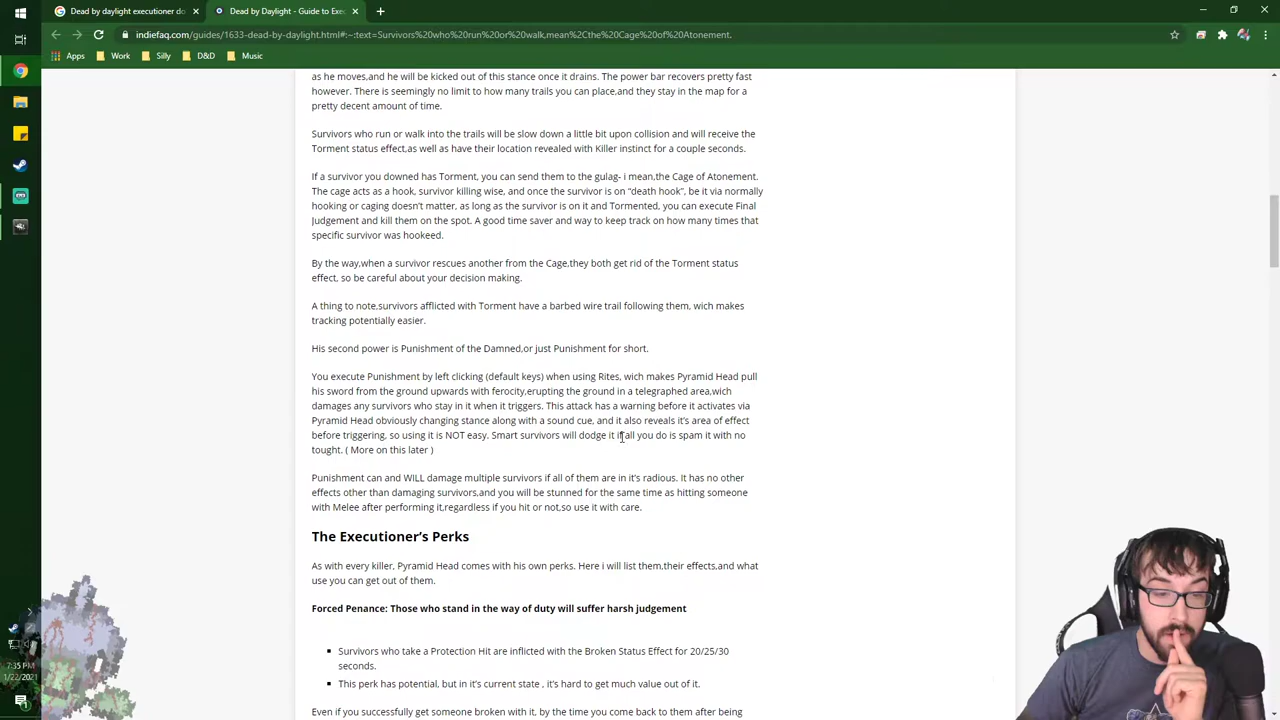 Dead by daylight executioner do
Dead by Daylight - Guide to Exec
indiefaq.com/guides/1633-dead-by-daylight.html#:~:text=Survivors%20who%20run%20or%20walk,mean%2Cthe%20Cage%20of%20Atonement.
Apps Work Silly D&D Music
as he moves,and he will be kicked out of this stance once it drains. The power bar recovers pretty fast
however. There is seemingly no limit to how many trails you can place,and they stay in the map for a
pretty decent amount of time.
Survivors who run or walk into the trails will be slow down a little bit upon collision and will receive the
Torment status effect,as well as have their location revealed with Killer instinct for a couple seconds.
If a survivor you downed has Torment, you can send them to the gulag- i mean,the Cage of Atonement.
The cage acts as a hook, survivor killing wise, and once the survivor is on “death hook”, be it via normally
hooking or caging doesn’t matter, as long as the survivor is on it and Tormented, you can execute Final
Judgement and kill them on the spot. A good time saver and way to keep track on how many times that
specific survivor was hookeed.
By the way,when a survivor rescues another from the Cage,they both get rid of the Torment status
effect, so be careful about your decision making.
A thing to note,survivors afflicted with Torment have a barbed wire trail following them, wich makes
tracking potentially easier.
His second power is Punishment of the Damned,or just Punishment for short.
You execute Punishment by left clicking (default keys) when using Rites, wich makes Pyramid Head pull
his sword from the ground upwards with ferocity,erupting the ground in a telegraphed area,wich
damages any survivors who stay in it when it triggers. This attack has a warning before it activates via
Pyramid Head obviously changing stance along with a sound cue, and it also reveals it’s area of effect
before triggering, so using it is NOT easy. Smart survivors will dodge it if all you do is spam it with no
tought. ( More on this later )
Punishment can and WILL damage multiple survivors if all of them are in it’s radious. It has no other
effects other than damaging survivors,and you will be stunned for the same time as hitting someone
with Melee after performing it,regardless if you hit or not,so use it with care.
The Executioner’s Perks
As with every killer, Pyramid Head comes with his own perks. Here i will list them,their effects,and what
use you can get out of them.
Forced Penance: Those who stand in the way of duty will suffer harsh judgement
Survivors who take a Protection Hit are inflicted with the Broken Status Effect for 20/25/30
seconds.
This perk has potential, but in it’s current state , it’s hard to get much value out of it.
Even if you successfully get someone broken with it, by the time you come back to them after being
7:35 PM
1/22/2021